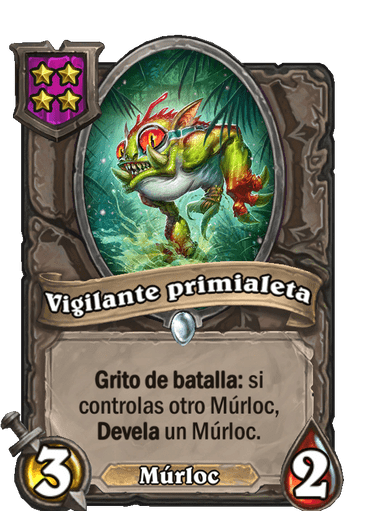 Vigilante primialeta
Grito de batalla: si
controlas otro Múrloc,
Devela un Múrloc.
Múrloc
3
2